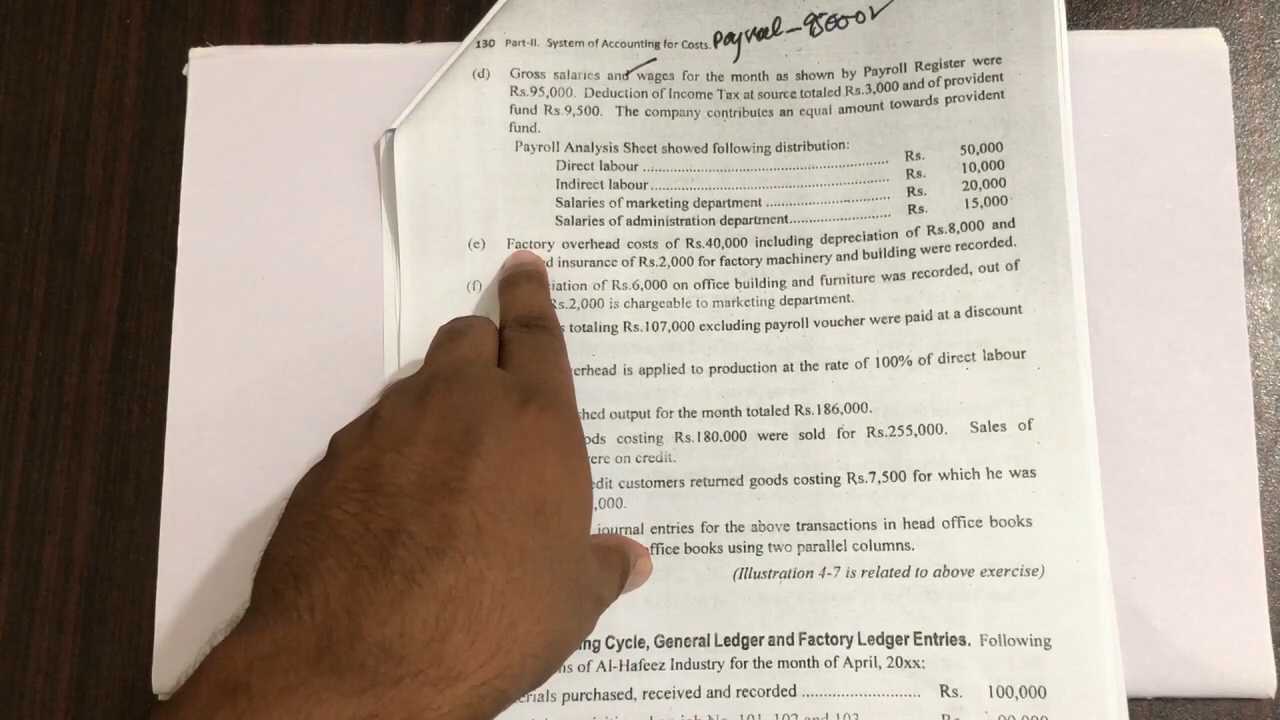 130 Part-II. System of Accounting for Costs.
(d) Gross salaries and wages for the month as shown by Payroll Register were
Rs.95,000. Deduction of Income Tax at source totaled Rs.3,000 and of provident
fund Rs.9,500. The company contributes an equal amount towards provident
fund.
Payroll Analysis Sheet showed following distribution:
Direct labour ........ Rs. 50,000
Indirect labour ........ Rs. 10,000
Salaries of marketing department ........ Rs. 20,000
Salaries of administration department........ Rs. 15,000
(e) Factory overhead costs of Rs.40,000 including depreciation of Rs.8,000 and
insurance of Rs.2,000 for factory machinery and building were recorded.
(f) iation of Rs.6,000 on office building and furniture was recorded, out of
Rs.2,000 is chargeable to marketing department.
totaling Rs.107,000 excluding payroll voucher were paid at a discount
erhead is applied to production at the rate of 100% of direct labour
hed output for the month totaled Rs.186,000.
ods costing Rs.180.000 were sold for Rs.255,000. Sales of
ere on credit.
edit customers returned goods costing Rs.7,500 for which he was
,000.
journal entries for the above transactions in head office books
ffice books using two parallel columns.
(Illustration 4-7 is related to above exercise)
ng Cycle, General Ledger and Factory Ledger Entries. Following
ns of Al-Hafeez Industry for the month of April, 20xx:
erials purchased, received and recorded ........ Rs. 100,000